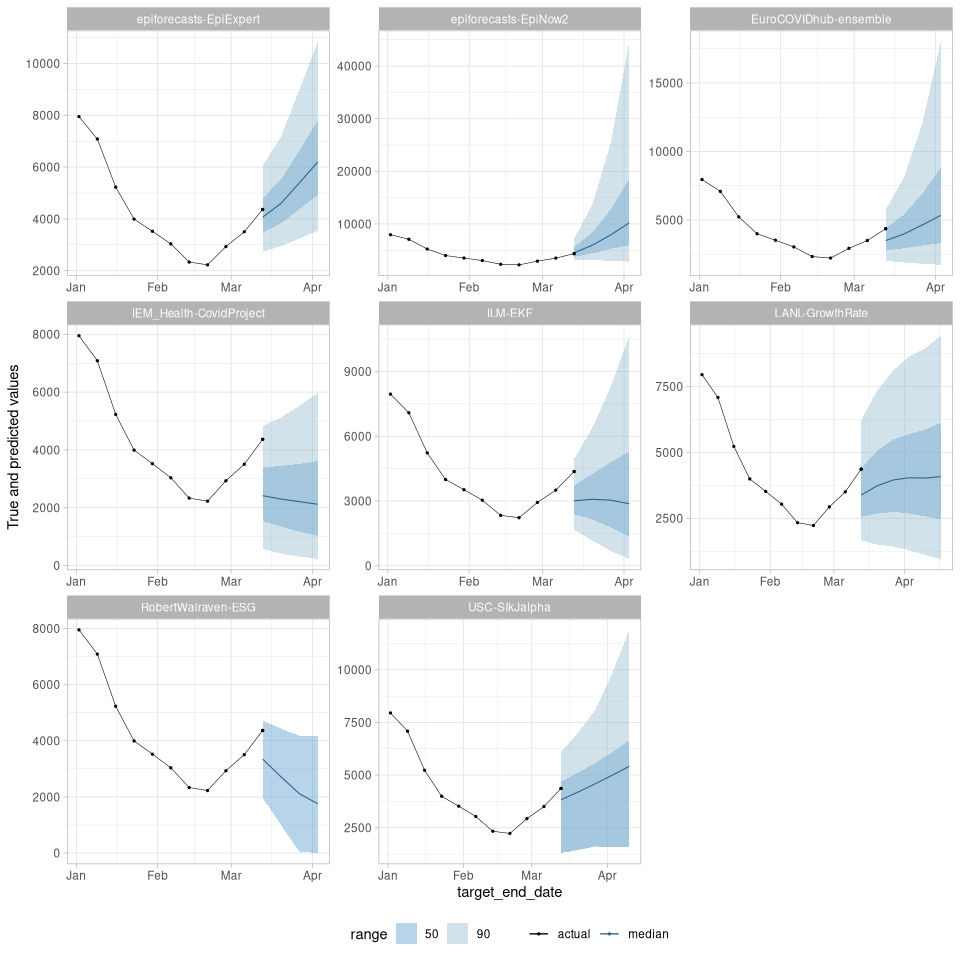 epiforecasts-EpiExpert
epiforecasts-EpiNow2
EuroCOVIDhub-ensemble
10000
8000
6000
4000
2000
Jan Feb Mar Apr
40000
30000
20000
10000
Jan Feb Mar Apr
15000
10000
5000
Jan Feb Mar Apr
True and predicted values
IEM_Health-CovidProject
ILM-EKF
LANL-GrowthRate
8000
6000
4000
2000
0
Jan Feb Mar Apr
9000
6000
3000
0
Jan Feb Mar Apr
7500
5000
2500
Jan Feb Mar Apr
RobertWalraven-ESG
USC-SIkJalpha
8000
6000
4000
2000
0
Jan Feb Mar Apr
10000
7500
5000
2500
Jan Feb Mar Apr
target_end_date
range 50 90 actual median